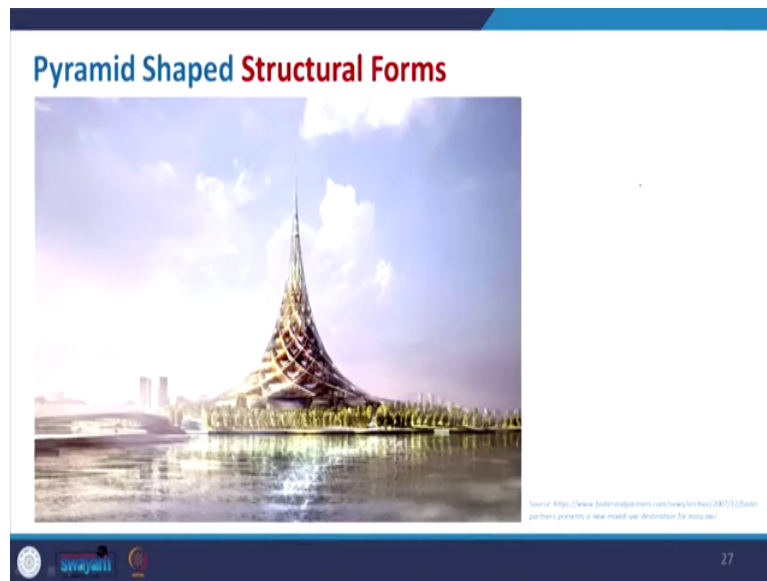 Pyramid Shaped Structural Forms
Source: https://www.fosterandpartners.com/news/archive/2007/12/foster
partners-presents-a-new-mixed-use-destination-for-moscow/
swayam
27